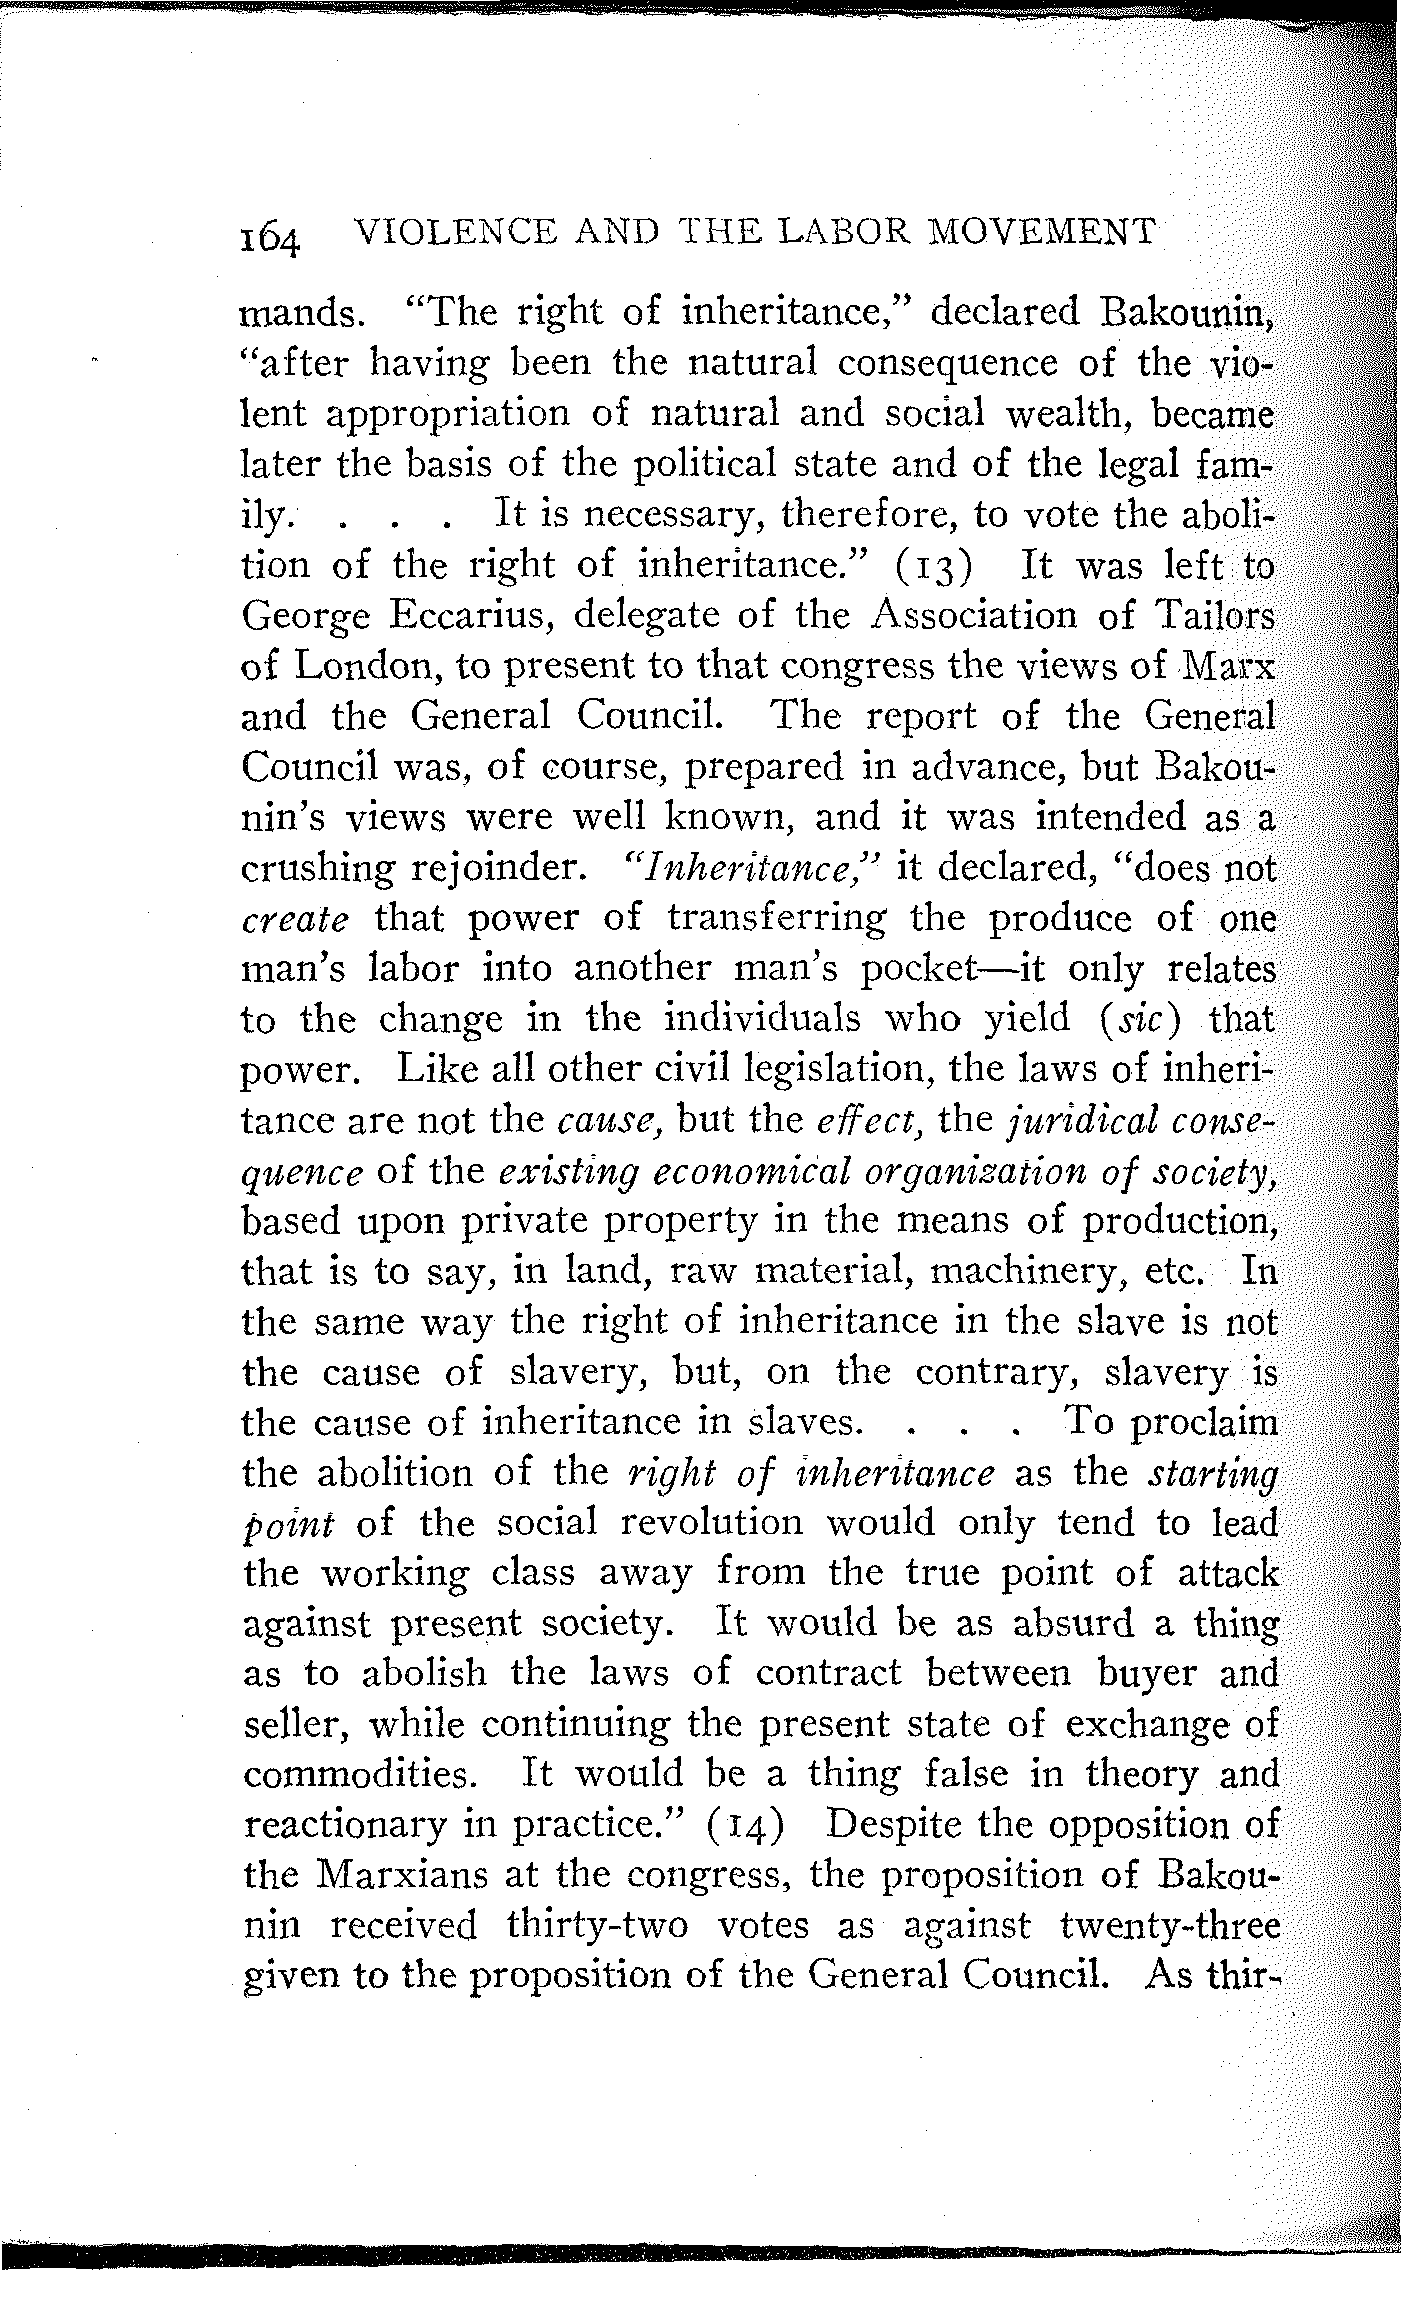 164 VIOLENCE AND THE LABOR MOVEMENT
mands. "The right of inheritance," declared Bakounin,
"after having been the natural consequence of the vio-
lent appropriation of natural and social wealth, became
later the basis of the political state and of the legal fam-
ily. . . . It is necessary, therefore, to vote the aboli-
tion of the right of inheritance." (13) It was left to
George Eccarius, delegate of the Association of Tailors
of London, to present to that congress the views of Marx
and the General Council. The report of the General
Council was, of course, prepared in advance, but Bakou-
nin's views were well known, and it was intended as a
crushing rejoinder. "Inheritance," it declared, "does not
create that power of transferring the produce of one
man's labor into another man's pocket—it only relates
to the change in the individuals who yield (sic) that
power. Like all other civil legislation, the laws of inheri-
tance are not the cause, but the effect, the juridical conse-
quence of the existing economical organization of society,
based upon private property in the means of production,
that is to say, in land, raw material, machinery, etc. In
the same way the right of inheritance in the slave is not
the cause of slavery, but, on the contrary, slavery is
the cause of inheritance in slaves. . . . To proclaim
the abolition of the right of inheritance as the starting
point of the social revolution would only tend to lead
the working class away from the true point of attack
against present society. It would be as absurd a thing
as to abolish the laws of contract between buyer and
seller, while continuing the present state of exchange of
commodities. It would be a thing false in theory and
reactionary in practice." (14) Despite the opposition of
the Marxians at the congress, the proposition of Bakou-
nin received thirty-two votes as against twenty-three
given to the proposition of the General Council. As thir-